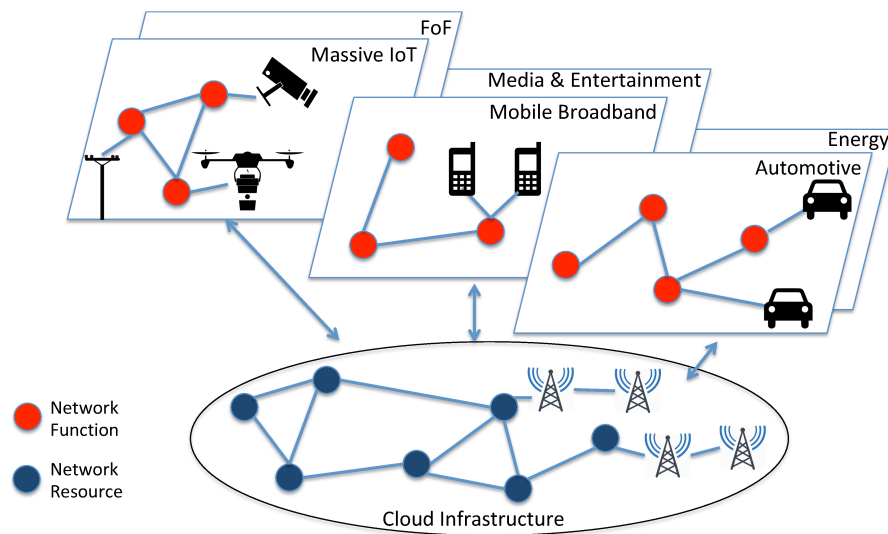 FoF
Massive IoT
Media & Entertainment
Mobile Broadband
Energy
Automotive
Network
Function
Network
Resource
Cloud Infrastructure